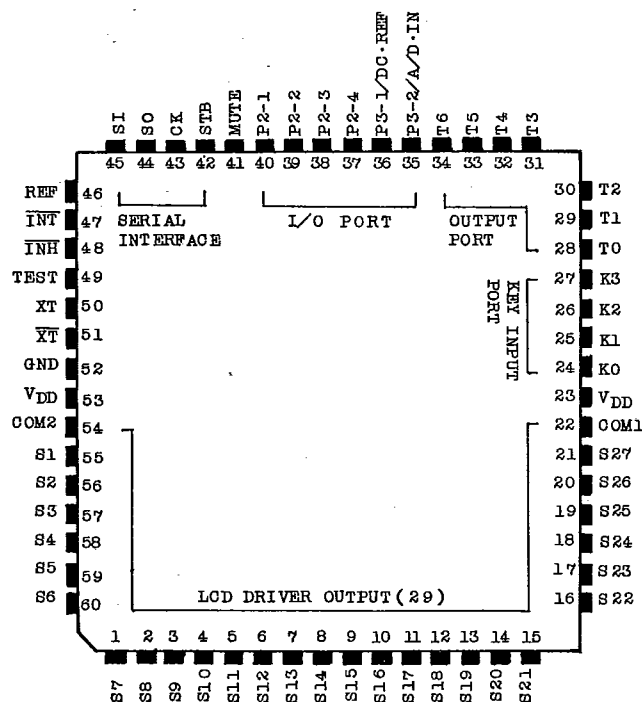 SI SO CK STB MUTE P2-1 P2-2 P2-3 P2-4 P3-1/DC·REF P3-2/A/D·IN T6 T5 T4 T3
45 44 43 42 41 40 39 38 37 36 35 34 33 32 31
REF 46
INT 47
INH 48
TEST 49
XT 50
XT 51
GND 52
VDD 53
COM2 54
S1 55
S2 56
S3 57
S4 58
S5 59
S6 60
SERIAL
INTERFACE
I/O PORT
OUTPUT
PORT
KEY INPUT
PORT
30 T2
29 T1
28 T0
27 K3
26 K2
25 K1
24 K0
23 VDD
22 COM1
21 S27
20 S26
19 S25
18 S24
17 S23
16 S22
LCD DRIVER OUTPUT(29)
1 2 3 4 5 6 7 8 9 10 11 12 13 14 15
S7 S8 S9 S10 S11 S12 S13 S14 S15 S16 S17 S18 S19 S20 S21